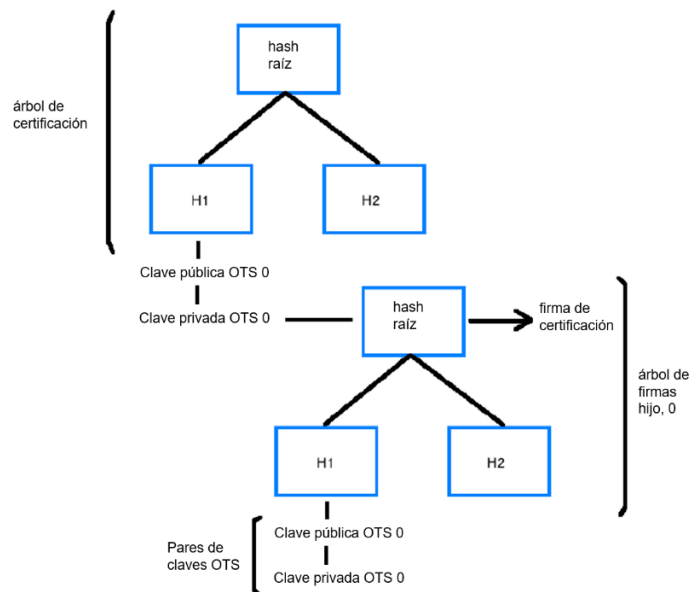 hash
raíz
árbol de
certificación
H1
H2
Clave pública OTS 0
Clave privada OTS 0
hash
raíz
firma de
certificación
árbol de
firmas
hijo, 0
H1
H2
Clave pública OTS 0
Pares de
claves OTS
Clave privada OTS 0